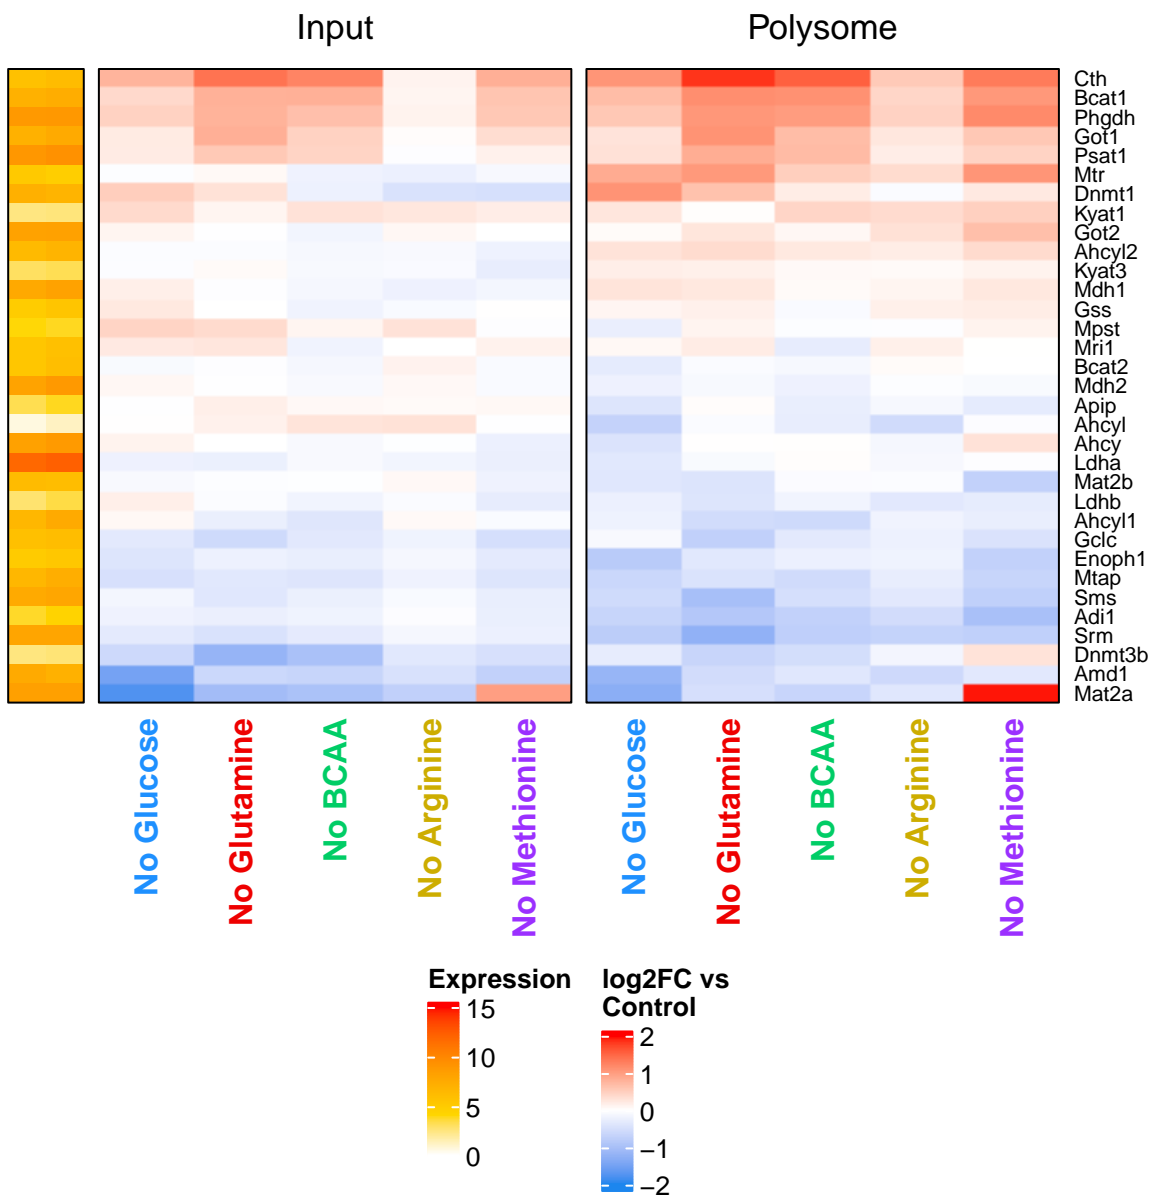 Input
Polysome
Cth
Bcat1
Phgdh
Got1
Psat1
Mtr
Dnmt1
Kyat1
Got2
Ahcyl2
Kyat3
Mdh1
Gss
Mpst
Mri1
Bcat2
Mdh2
Apip
Ahcyl
Ahcy
Ldha
Mat2b
Ldhb
Ahcyl1
Gclc
Enoph1
Mtap
Sms
Adi1
Srm
Dnmt3b
Amd1
Mat2a
No Glucose
No Glutamine
No BCAA
No Arginine
No Methionine
No Glucose
No Glutamine
No BCAA
No Arginine
No Methionine
Expression
15
10
5
0
log2FC vs
Control
2
1
0
−1
−2